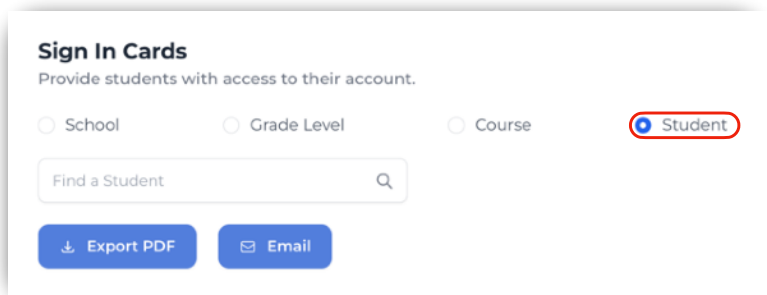 Sign In Cards
Provide students with access to their account.
School Grade Level Course Student
Find a Student
Export PDF Email